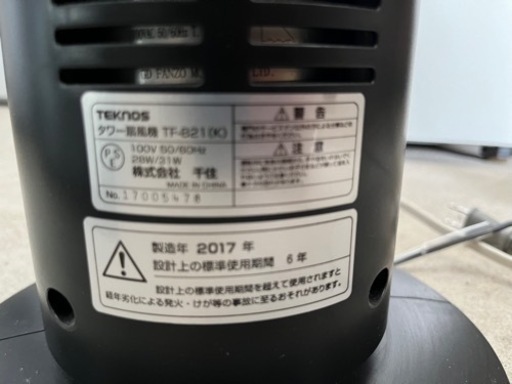 TEKNOS
タワー扇風機 TF-821(K)
100V 50/60Hz
28W/31W
株式会社 千住
MADE IN CHINA
No. 17005478
⚠ 警告
⚠ 注意
製造年 2017 年
設計上の標準使用期間 6年
設計上の標準使用期間を超えて使用されますと
経年劣化による発火・けが等の事故に至るおそれがあります。